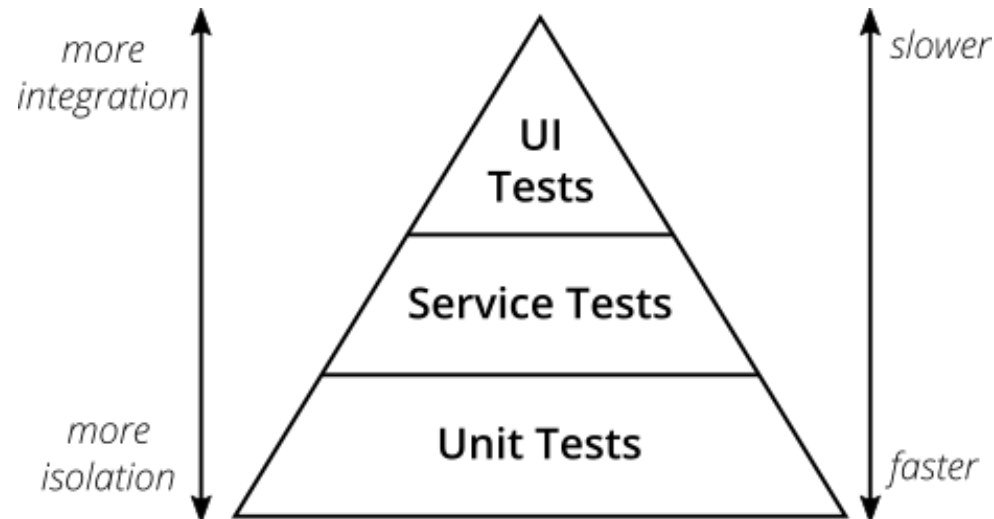 more
integration
slower
UI
Tests
Service Tests
Unit Tests
more
isolation
faster